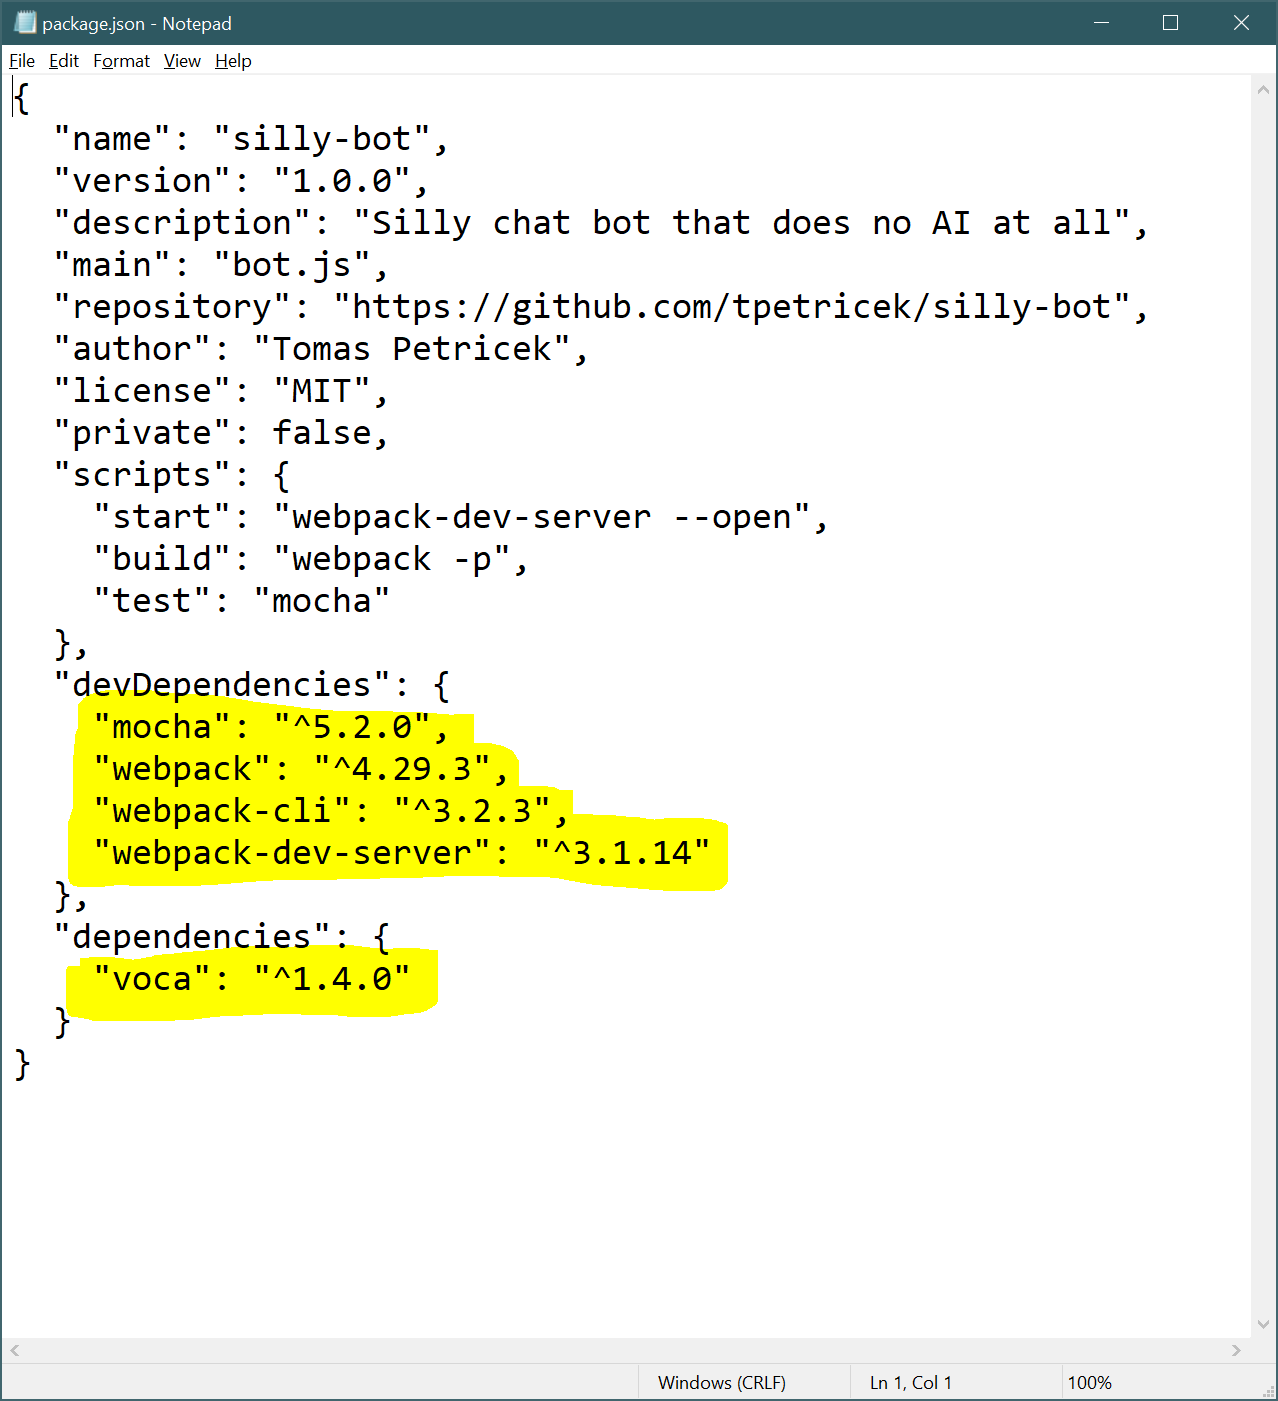 package.json - Notepad
File Edit Format View Help
{
  "name": "silly-bot",
  "version": "1.0.0",
  "description": "Silly chat bot that does no AI at all",
  "main": "bot.js",
  "repository": "https://github.com/tpetricek/silly-bot",
  "author": "Tomas Petricek",
  "license": "MIT",
  "private": false,
  "scripts": {
    "start": "webpack-dev-server --open",
    "build": "webpack -p",
    "test": "mocha"
  },
  "devDependencies": {
    "mocha": "^5.2.0",
    "webpack": "^4.29.3",
    "webpack-cli": "^3.2.3",
    "webpack-dev-server": "^3.1.14"
  },
  "dependencies": {
    "voca": "^1.4.0"
  }
}
Windows (CRLF) Ln 1, Col 1 100%